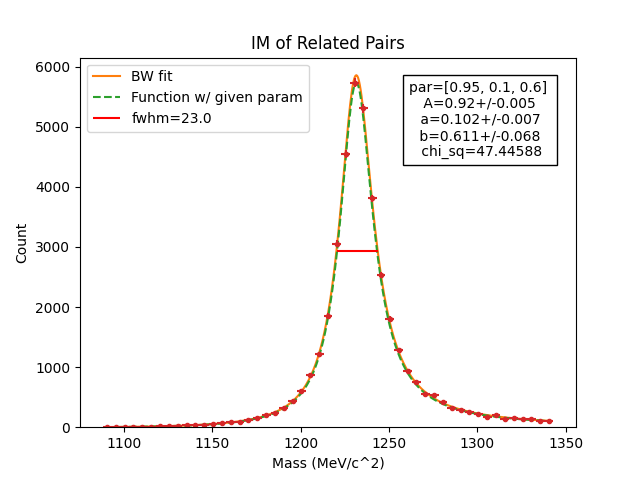 IM of Related Pairs
BW fit
Function w/ given param
fwhm=23.0
par=[0.95, 0.1, 0.6]
A=0.92+/-0.005
a=0.102+/-0.007
b=0.611+/-0.068
chi_sq=47.44588
Count
6000
5000
4000
3000
2000
1000
0
1100
1150
1200
1250
1300
1350
Mass (MeV/c^2)